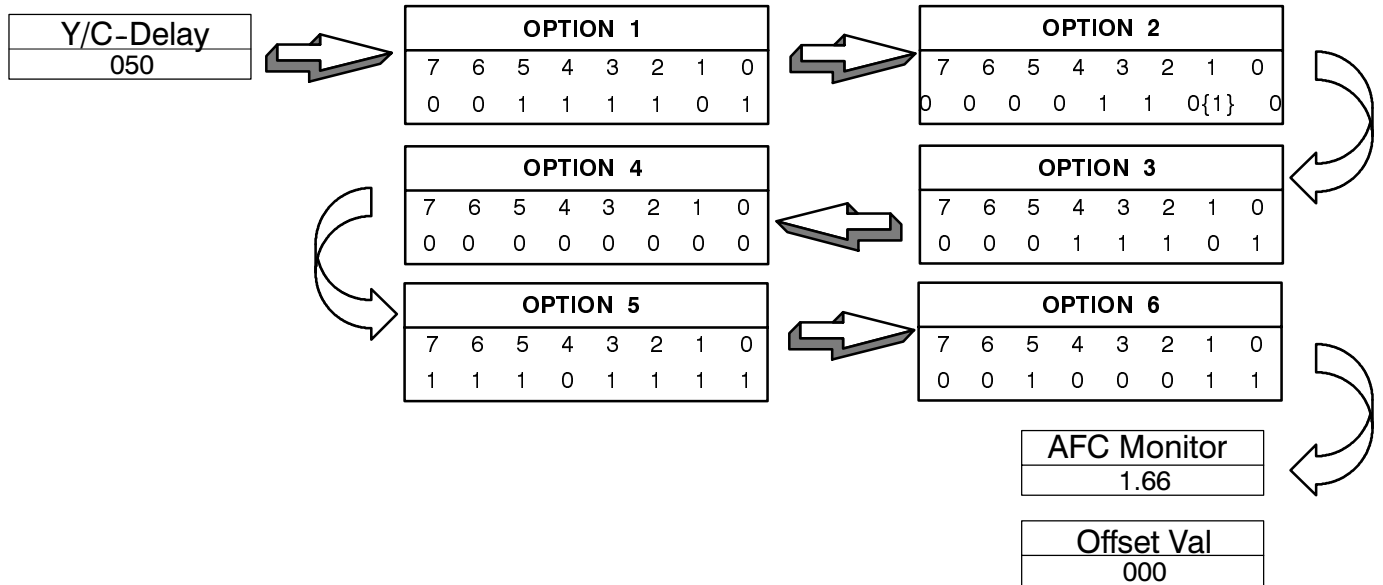 Y/C-Delay
050
OPTION 1
7 6 5 4 3 2 1 0
0 0 1 1 1 1 0 1
OPTION 2
7 6 5 4 3 2 1 0
0 0 0 0 1 1 0{1} 0
OPTION 3
7 6 5 4 3 2 1 0
0 0 0 1 1 1 0 1
OPTION 4
7 6 5 4 3 2 1 0
0 0 0 0 0 0 0 0
OPTION 5
7 6 5 4 3 2 1 0
1 1 1 0 1 1 1 1
OPTION 6
7 6 5 4 3 2 1 0
0 0 1 0 0 0 1 1
AFC Monitor
1.66
Offset Val
000